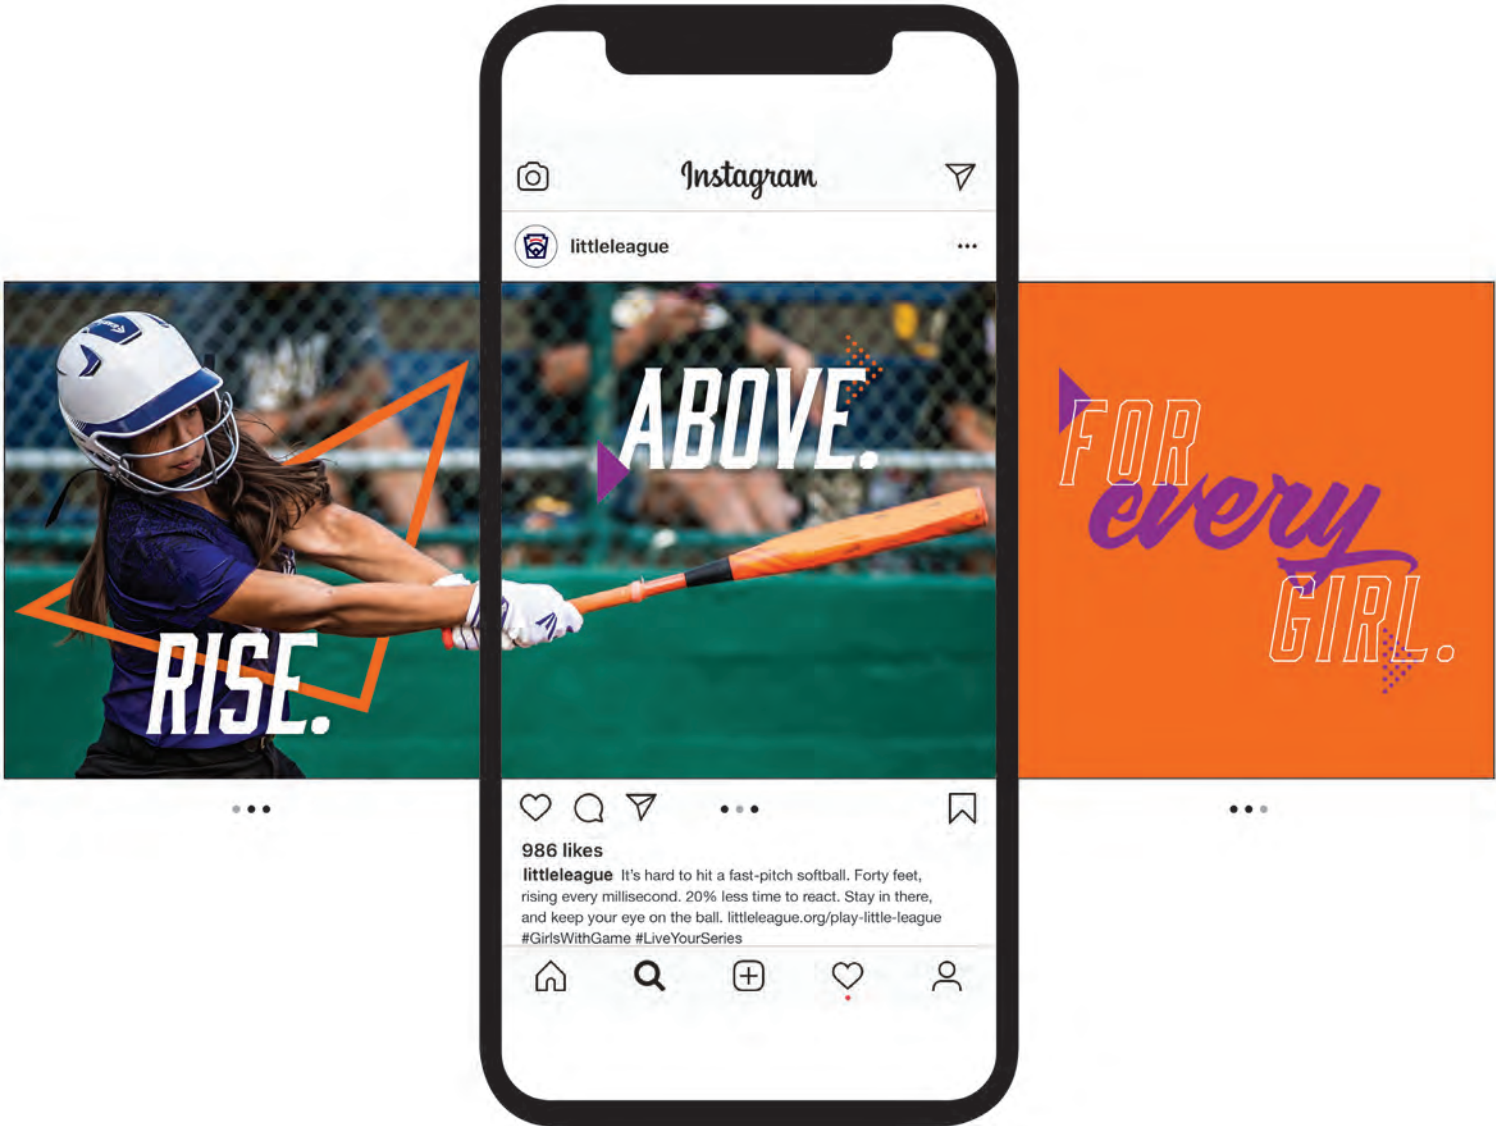 Instagram
littleleague
RISE.
ABOVE.
FOR
every
GIRL.
986 likes
littleleague It's hard to hit a fast-pitch softball. Forty feet,
rising every millisecond. 20% less time to react. Stay in there,
and keep your eye on the ball. littleleague.org/play-little-league
#GirlsWithGame #LiveYourSeries